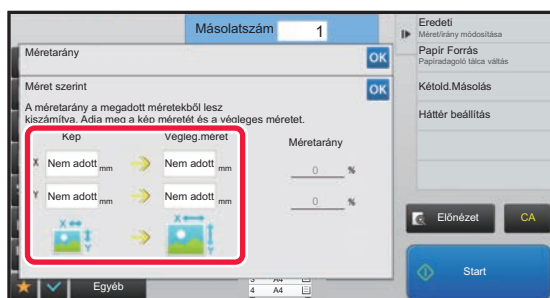 Másolatszám 1
Méretarány OK
Méret szerint OK
A méretarány a megadott méretekből lesz
kiszámítva. Adja meg a kép méretét és a végleges méretet.
Kép Végleg.méret Méretarány
X Nem adott mm Nem adott mm 0 %
Y Nem adott mm Nem adott mm 0 %
X X
Y Y
Egyéb
3 A4
4 A4
Eredeti
Méret/irány módosítása
Papír Forrás
Papíradagoló tálca váltás
Kétold.Másolás
Háttér beállítás
Előnézet CA
Start